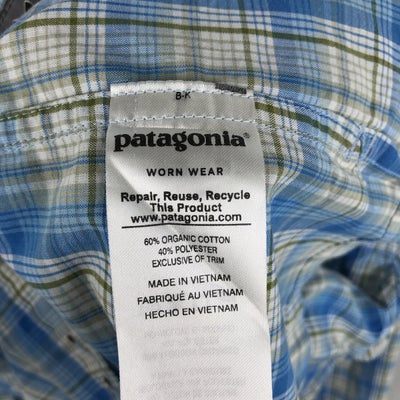 8-K
patagonia®
WORN WEAR
Repair, Reuse, Recycle
This Product
www.patagonia.com
60% ORGANIC COTTON
40% POLYESTER
EXCLUSIVE OF TRIM
MADE IN VIETNAM
FABRIQUÉ AU VIETNAM
HECHO EN VIETNAM